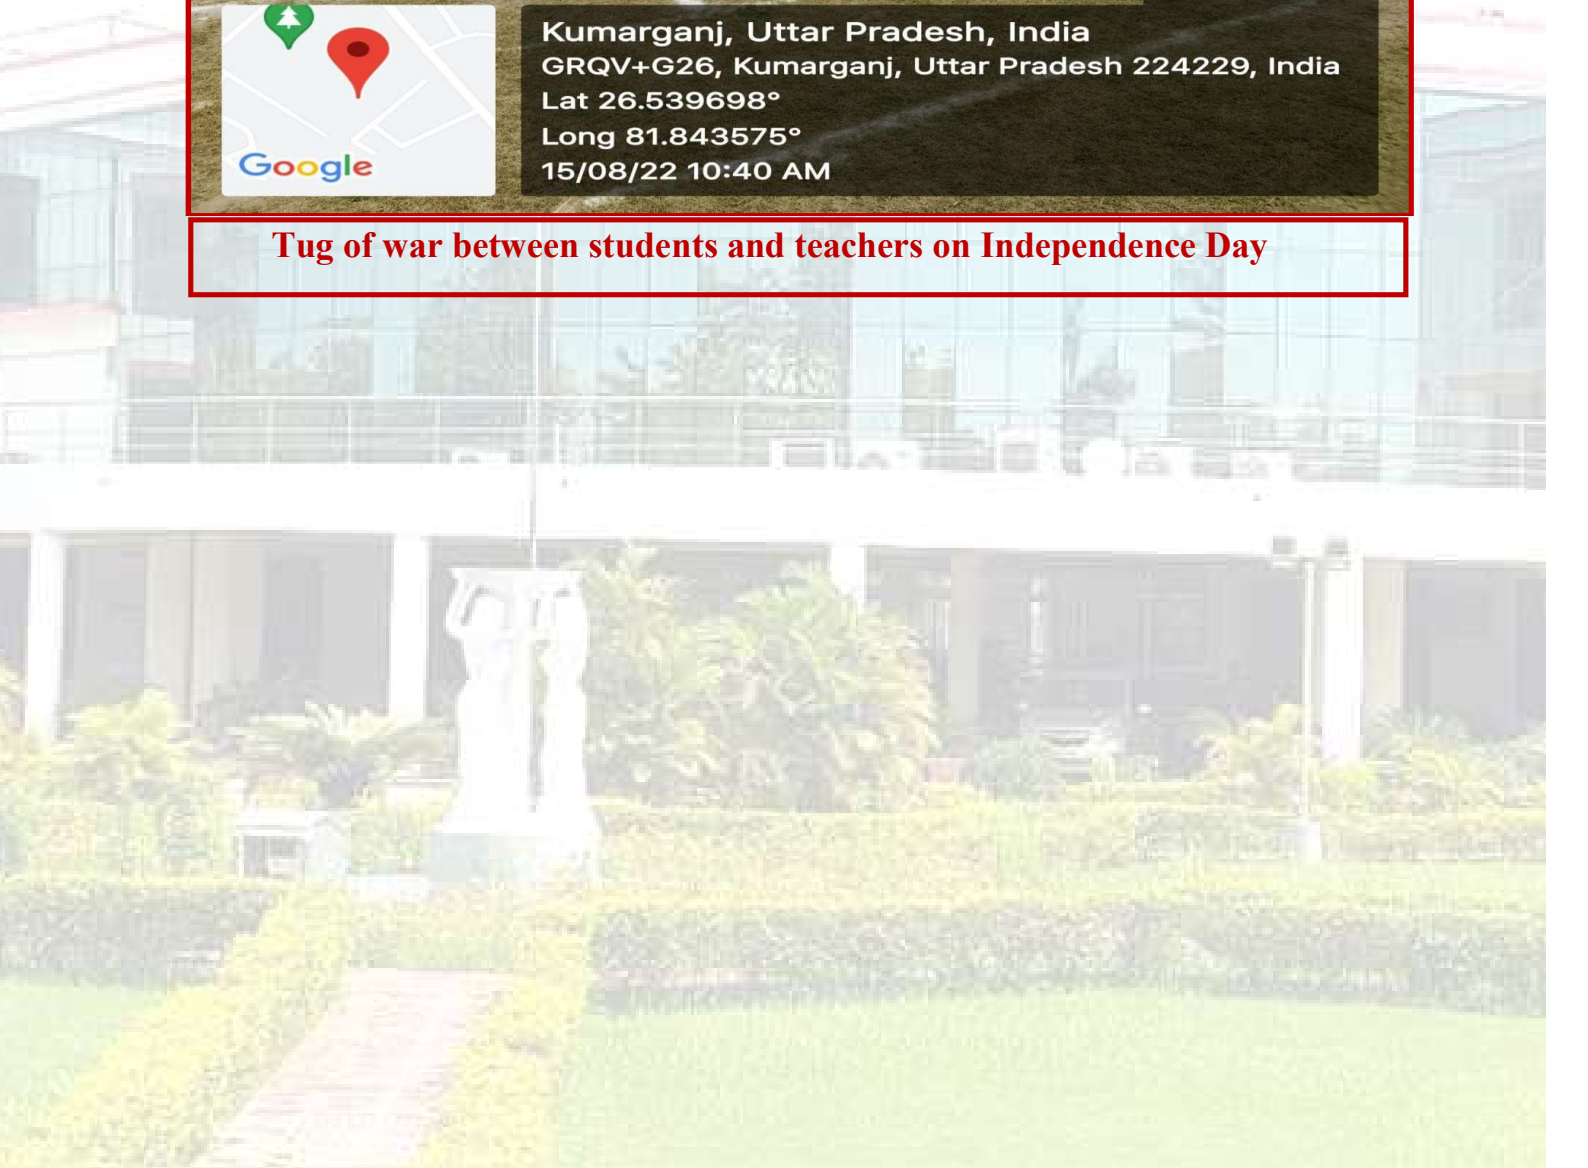 Kumarganj, Uttar Pradesh, India
GRQV+G26, Kumarganj, Uttar Pradesh 224229, India
Lat 26.539698°
Long 81.843575°
Google
15/08/22 10:40 AM
Tug of war between students and teachers on Independence Day